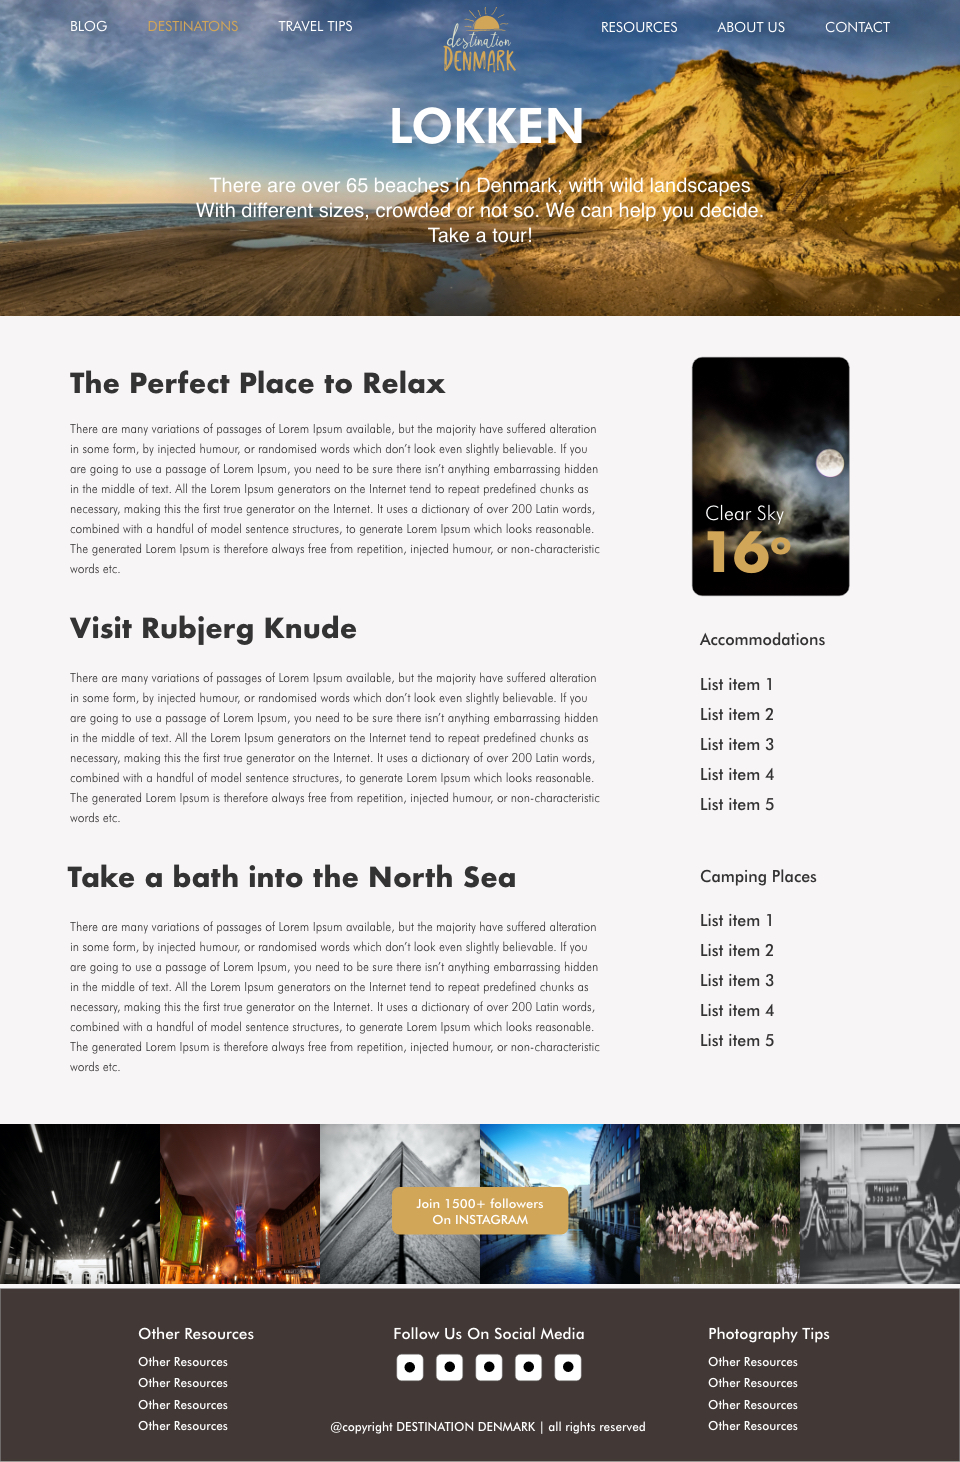 BLOG
DESTINATONS
TRAVEL TIPS
destination
DENMARK
RESOURCES
ABOUT US
CONTACT
LOKKEN
There are over 65 beaches in Denmark, with wild landscapes
With different sizes, crowded or not so. We can help you decide.
Take a tour!
The Perfect Place to Relax
There are many variations of passages of Lorem Ipsum available, but the majority have suffered alteration
in some form, by injected humour, or randomised words which don't look even slightly believable. If you
are going to use a passage of Lorem Ipsum, you need to be sure there isn't anything embarrassing hidden
in the middle of text. All the Lorem Ipsum generators on the Internet tend to repeat predefined chunks as
necessary, making this the first true generator on the Internet. It uses a dictionary of over 200 Latin words,
combined with a handful of model sentence structures, to generate Lorem Ipsum which looks reasonable.
The generated Lorem Ipsum is therefore always free from repetition, injected humour, or non-characteristic
words etc.
Clear Sky
16º
Visit Rubjerg Knude
There are many variations of passages of Lorem Ipsum available, but the majority have suffered alteration
in some form, by injected humour, or randomised words which don't look even slightly believable. If you
are going to use a passage of Lorem Ipsum, you need to be sure there isn't anything embarrassing hidden
in the middle of text. All the Lorem Ipsum generators on the Internet tend to repeat predefined chunks as
necessary, making this the first true generator on the Internet. It uses a dictionary of over 200 Latin words,
combined with a handful of model sentence structures, to generate Lorem Ipsum which looks reasonable.
The generated Lorem Ipsum is therefore always free from repetition, injected humour, or non-characteristic
words etc.
Accommodations
List item 1
List item 2
List item 3
List item 4
List item 5
Take a bath into the North Sea
There are many variations of passages of Lorem Ipsum available, but the majority have suffered alteration
in some form, by injected humour, or randomised words which don't look even slightly believable. If you
are going to use a passage of Lorem Ipsum, you need to be sure there isn't anything embarrassing hidden
in the middle of text. All the Lorem Ipsum generators on the Internet tend to repeat predefined chunks as
necessary, making this the first true generator on the Internet. It uses a dictionary of over 200 Latin words,
combined with a handful of model sentence structures, to generate Lorem Ipsum which looks reasonable.
The generated Lorem Ipsum is therefore always free from repetition, injected humour, or non-characteristic
words etc.
Camping Places
List item 1
List item 2
List item 3
List item 4
List item 5
Join 1500+ followers
On INSTAGRAM
Other Resources
Other Resources
Other Resources
Other Resources
Other Resources
Follow Us On Social Media
@copyright DESTINATION DENMARK | all rights reserved
Photography Tips
Other Resources
Other Resources
Other Resources
Other Resources